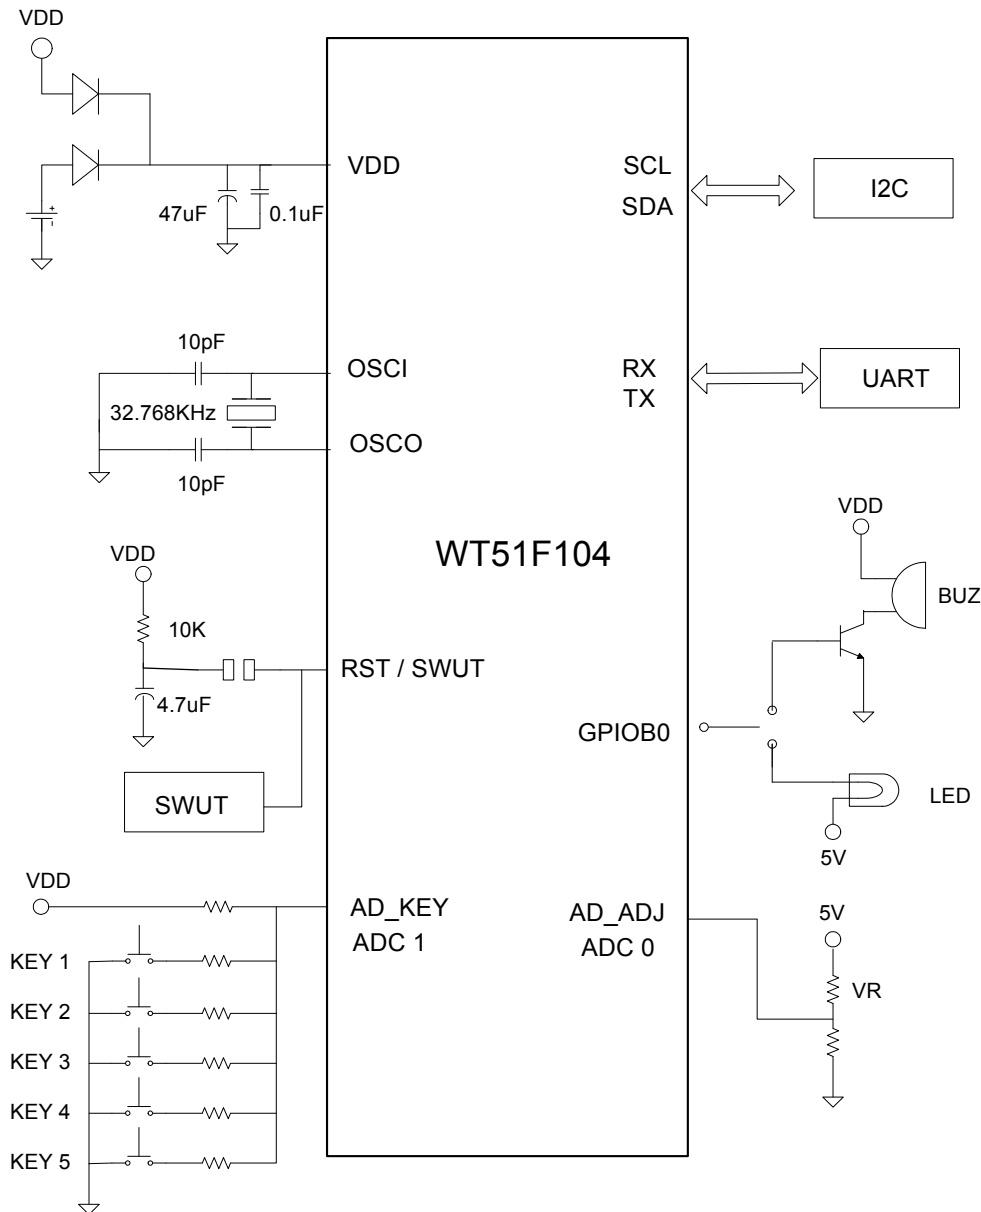 VDD
VDD
47uF
0.1uF
SCL
SDA
I2C
10pF
OSCI
32.768KHz
OSCO
10pF
RX
TX
UART
WT51F104
VDD
10K
RST / SWUT
4.7uF
SWUT
VDD
BUZ
GPIOB0
LED
5V
VDD
AD_KEY
ADC 1
KEY 1
KEY 2
KEY 3
KEY 4
KEY 5
AD_ADJ
ADC 0
5V
VR